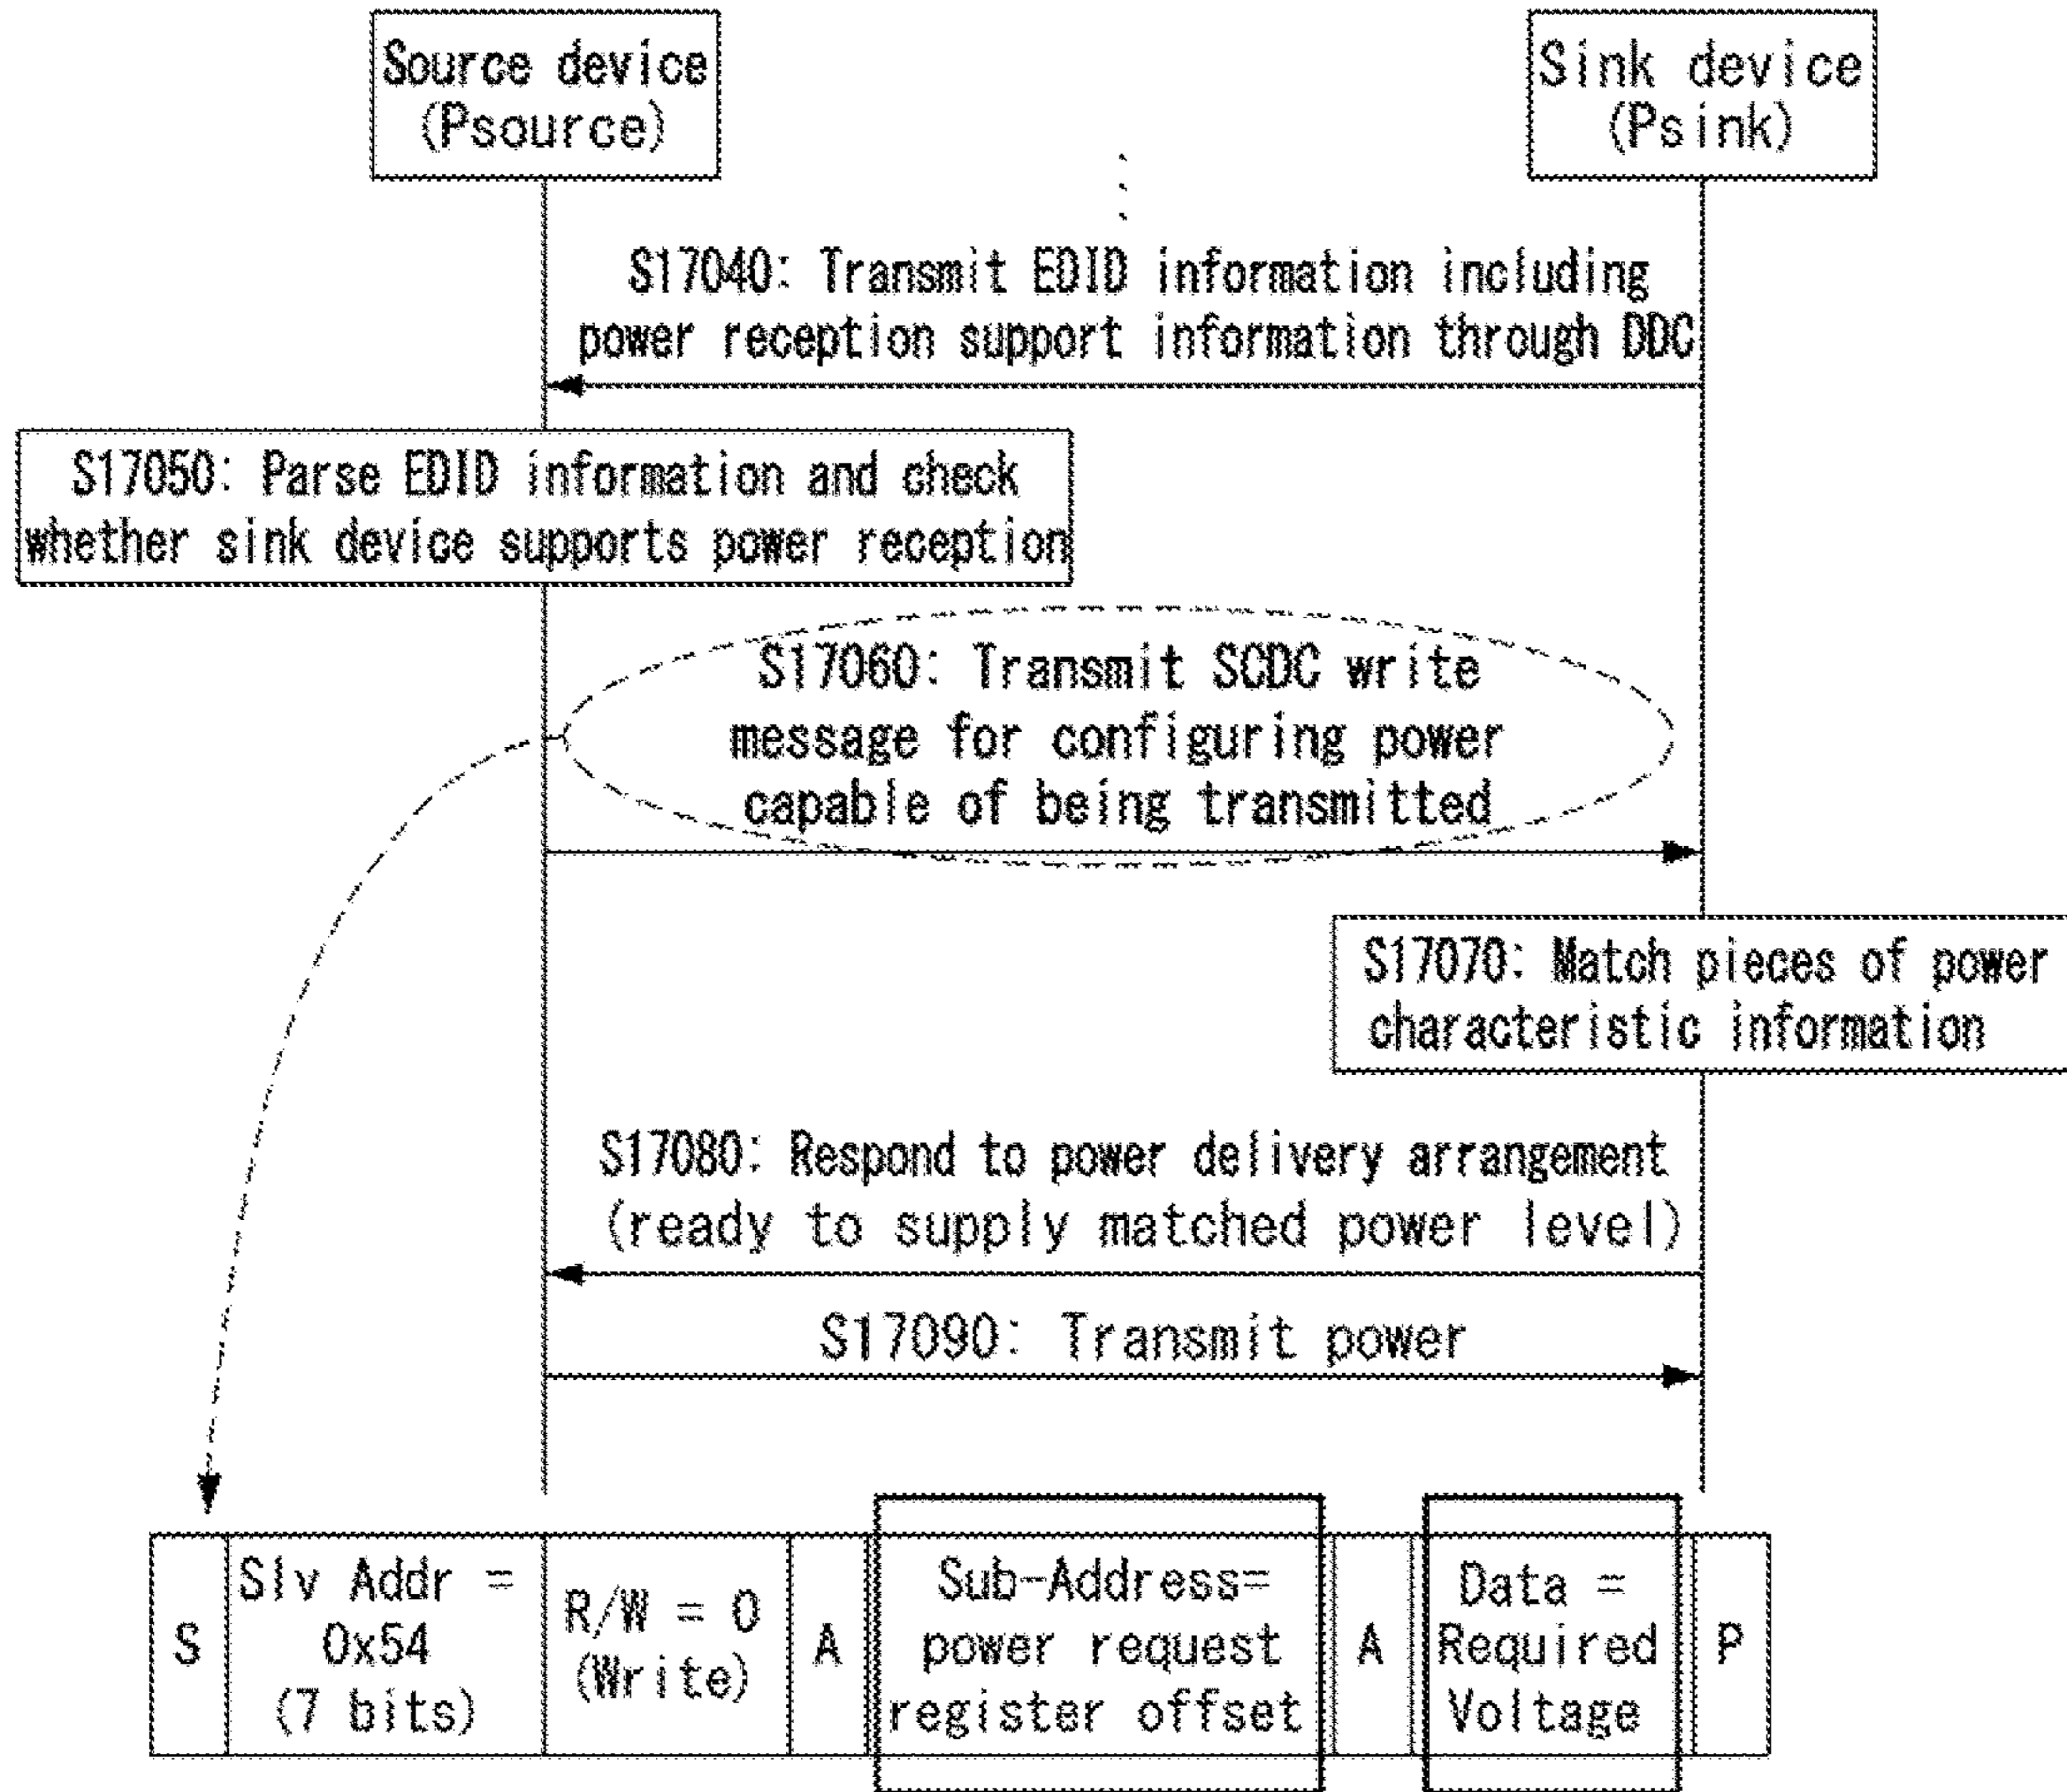 Source device
(Psource)
Sink device
(Psink)
S17040: Transmit EDID information including
power reception support information through DDC
S17050: Parse EDID information and check
whether sink device supports power reception
S17060: Transmit SCDC write
message for configuring power
capable of being transmitted
S17070: Match pieces of power
characteristic information
S17080: Respond to power delivery arrangement
(ready to supply matched power level)
S17090: Transmit power
S
Slv Addr =
0x54
(7 bits)
R/W = 0
(Write)
A
Sub-Address=
power request
register offset
A
Data =
Required
Voltage
P